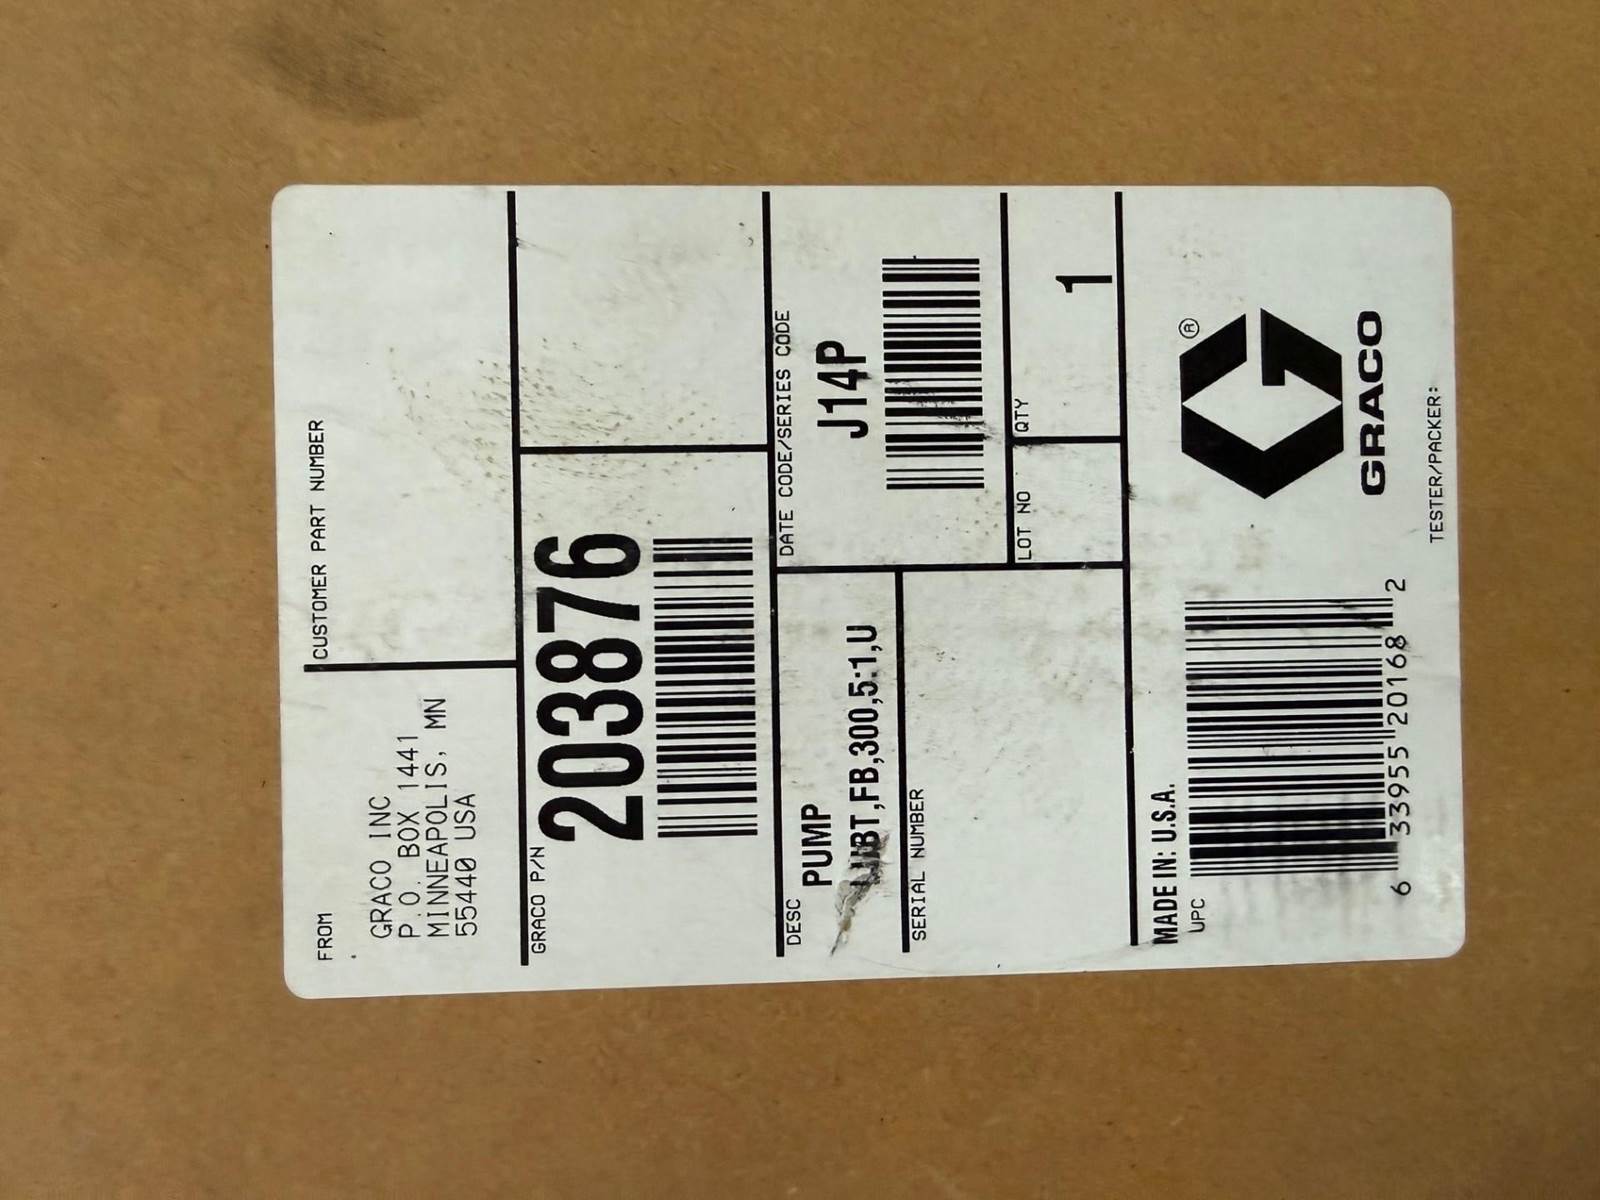 FROM
GRACO INC
P.O. BOX 1441
MINNEAPOLIS, MN
55440 USA
CUSTOMER PART NUMBER
GRACO P/N
203876
DESC
PUMP
LUBT,FB,300,5:1,U
DATE CODE/SERIES CODE
J14P
SERIAL NUMBER
LOT NO
QTY
1
MADE IN: U.S.A.
UPC
6 33955 20168 2
®
GRACO
TESTER/PACKER: